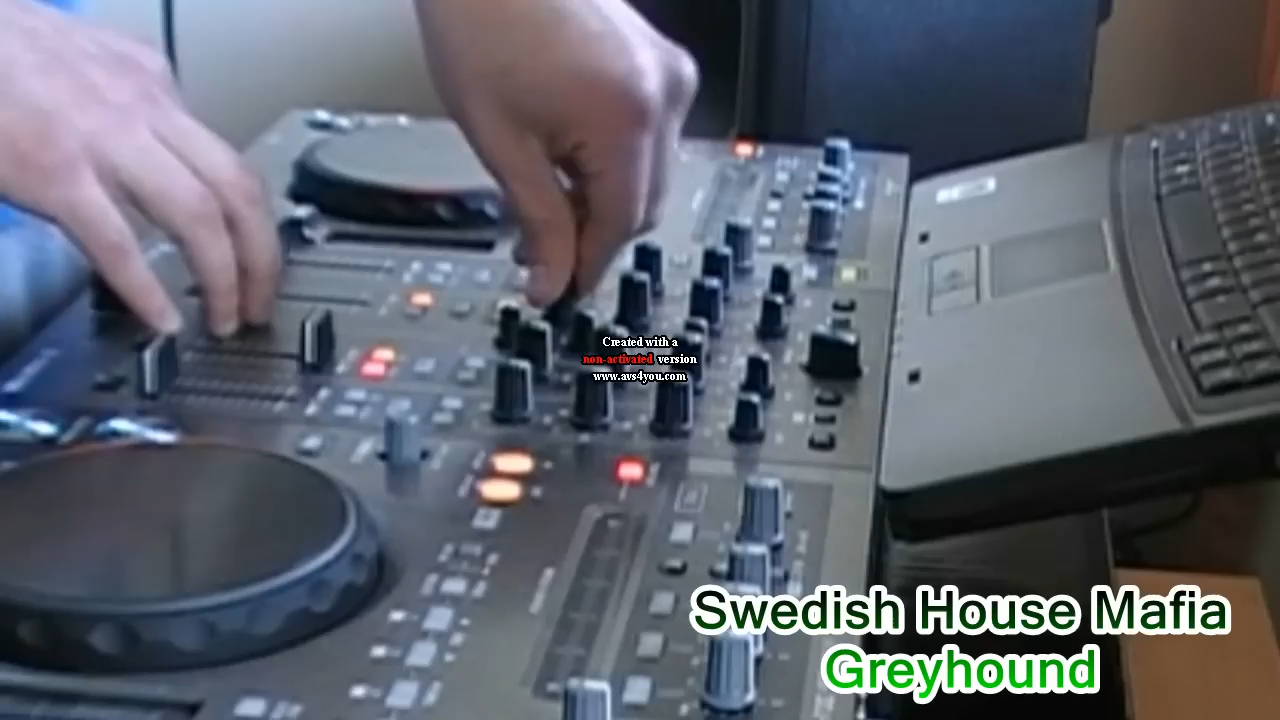 Created with a
non-activated version
www.avs4you.com
Swedish House Mafia
Greyhound